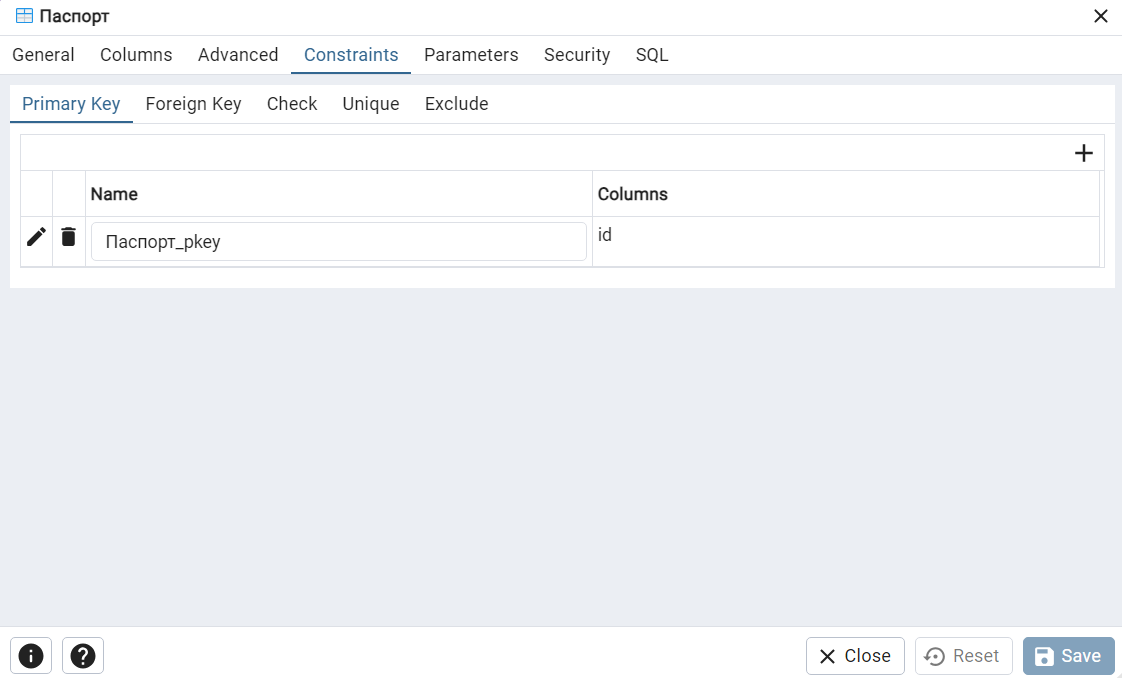 Паспорт
General Columns Advanced Constraints Parameters Security SQL
Primary Key Foreign Key Check Unique Exclude
Name Columns
Паспорт_pkey id
Close Reset Save